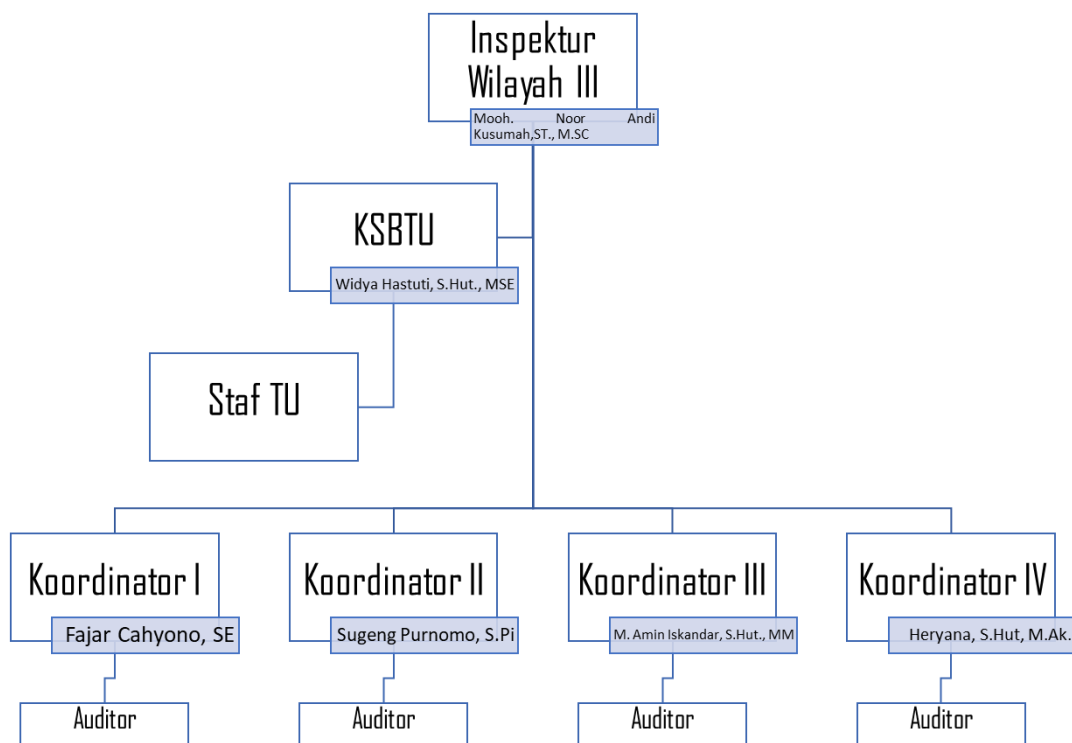 Inspektur
Wilayah III
Mooh. Noor Andi
Kusumah,ST., M.SC
KSBTU
Widya Hastuti, S.Hut., MSE
Staf TU
Koordinator I
Fajar Cahyono, SE
Koordinator II
Sugeng Purnomo, S.Pi
Koordinator III
M. Amin Iskandar, S.Hut., MM
Koordinator IV
Heryana, S.Hut, M.Ak.
Auditor
Auditor
Auditor
Auditor